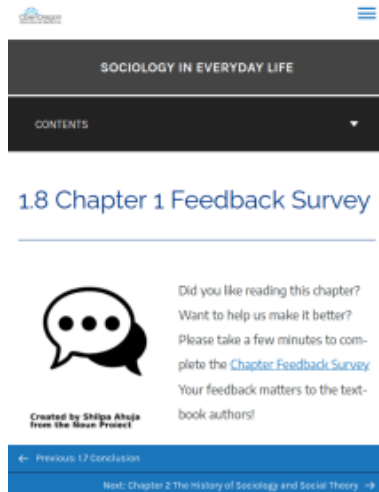 Open Oregon
SOCIOLOGY IN EVERYDAY LIFE
CONTENTS
1.8 Chapter 1 Feedback Survey
Did you like reading this chapter?
Want to help us make it better?
Please take a few minutes to com-
plete the Chapter Feedback Survey
Your feedback matters to the text-
book authors!
Created by Shilpa Ahuja
from the Noun Project
← Previous: 1.7 Conclusion
Next: Chapter 2 The History of Sociology and Social Theory →